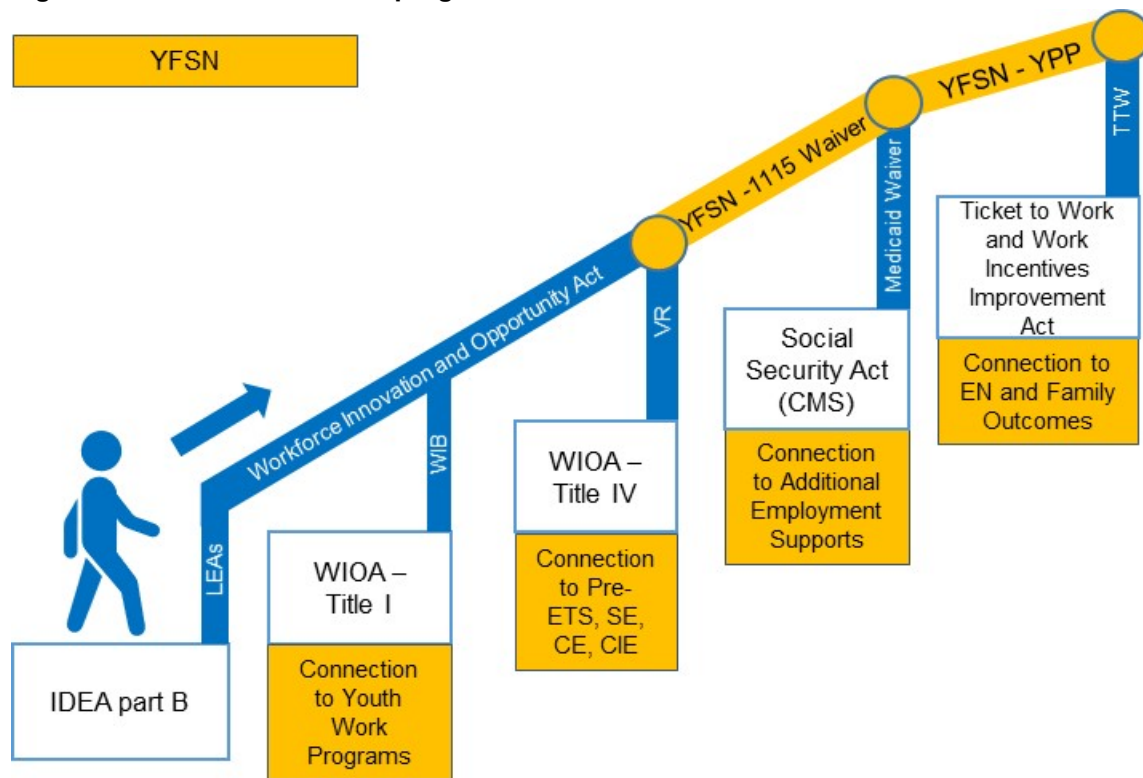 YFSN
YFSN - YPP
YFSN -1115 Waiver
Workforce Innovation and Opportunity Act
TTW
Medicaid Waiver
VR
WIB
LEAs
IDEA part B
WIOA –
Title I
Connection
to Youth
Work
Programs
WIOA –
Title IV
Connection
to Pre-
ETS, SE,
CE, CIE
Social
Security Act
(CMS)
Connection
to Additional
Employment
Supports
Ticket to Work
and Work
Incentives
Improvement
Act
Connection to
EN and Family
Outcomes